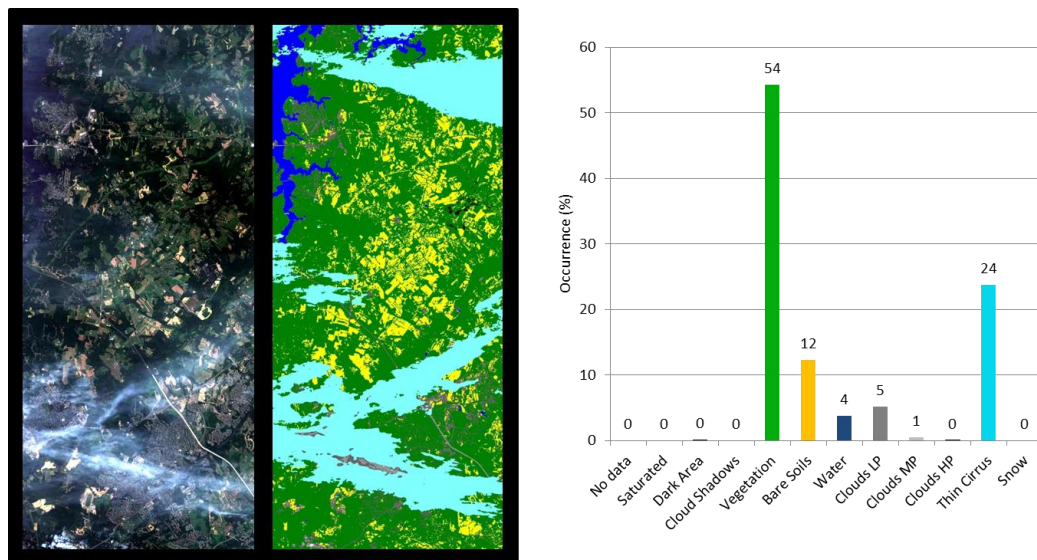 60
50
40
30
20
10
0
Occurrence (%)
0
0
0
0
54
12
4
5
1
0
24
0
No data
Saturated
Dark Area
Cloud Shadows
Vegetation
Bare Soils
Water
Clouds LP
Clouds MP
Clouds HP
Thin Cirrus
Snow